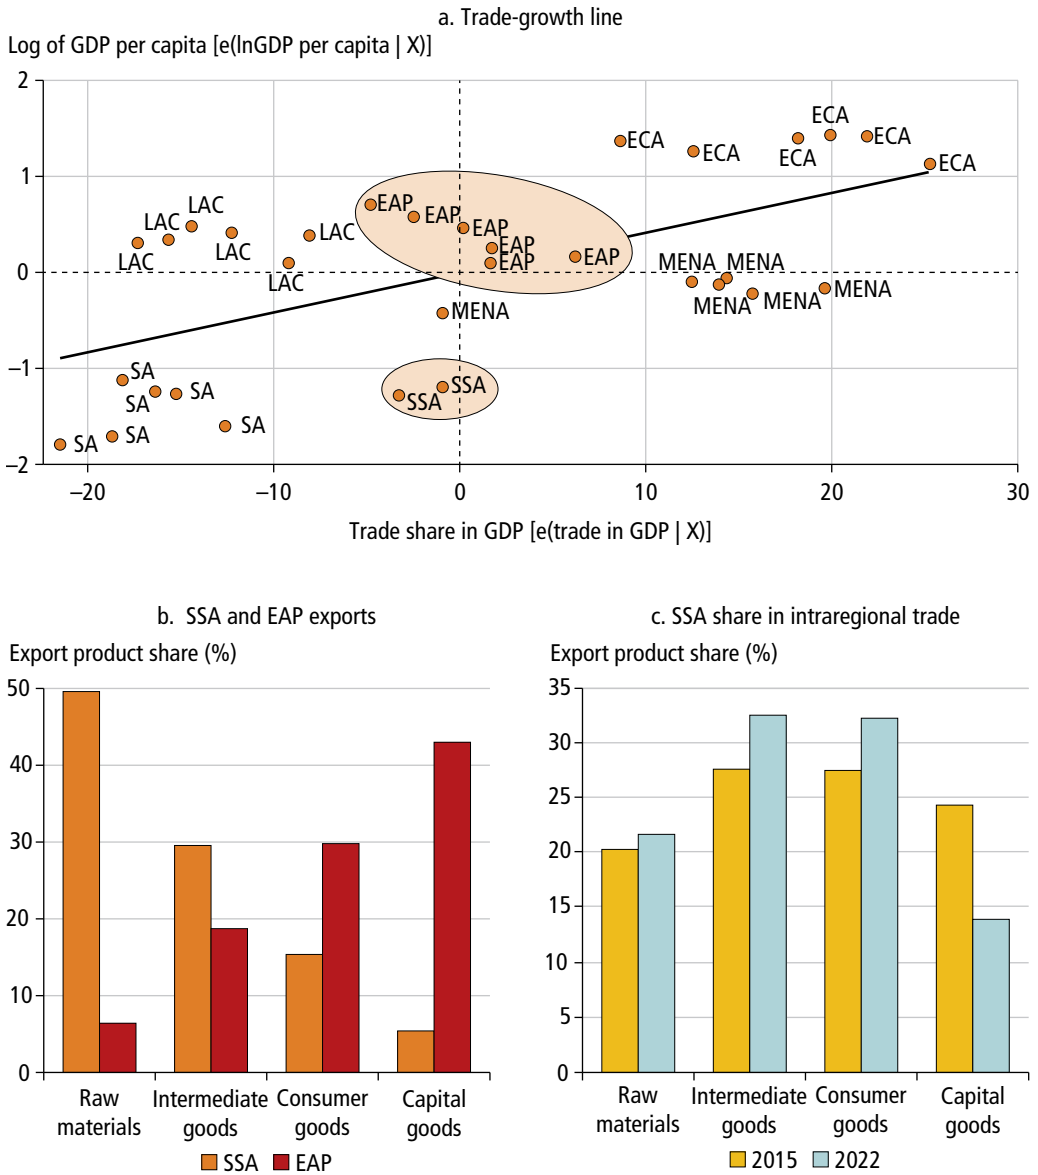 a. Trade-growth line
Log of GDP per capita [e(lnGDP per capita | X)]
2
1
0
–1
–2
ECA
ECA
ECA
ECA
ECA
ECA
LAC
LAC
LAC
LAC
LAC
LAC
EAP
EAP
EAP
EAP
EAP
EAP
MENA
MENA
MENA
MENA
MENA
MENA
SA
SA
SA
SA
SA
SA
SSA
SSA
–20
–10
0
10
20
30
Trade share in GDP [e(trade in GDP | X)]
b. SSA and EAP exports
Export product share (%)
50
40
30
20
10
0
Raw
materials
Intermediate
goods
Consumer
goods
Capital
goods
SSA
EAP
c. SSA share in intraregional trade
Export product share (%)
35
30
25
20
15
10
5
0
Raw
materials
Intermediate
goods
Consumer
goods
Capital
goods
2015
2022